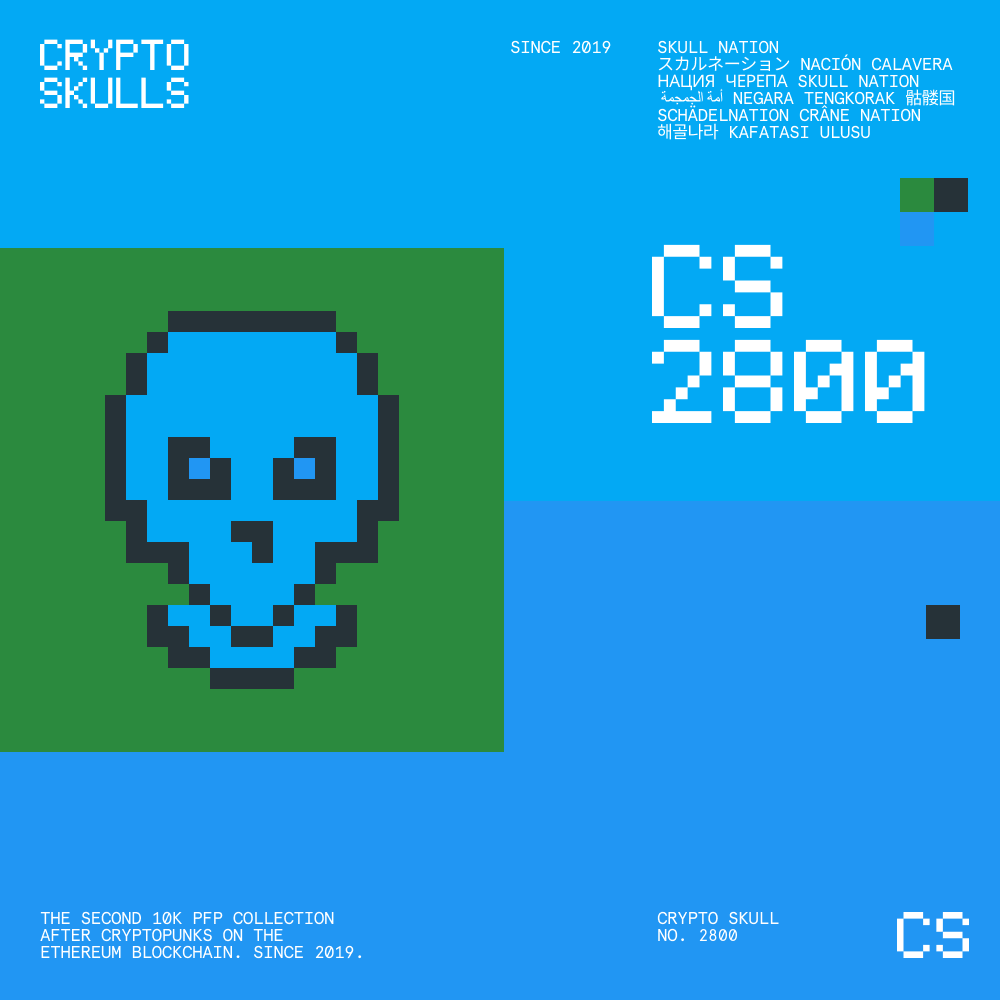 CRYPTO
SKULLS
SINCE 2019
SKULL NATION
スカルネーション NACIÓN CALAVERA
НАЦИЯ ЧЕРЕПА SKULL NATION
أمة الجمجمة NEGARA TENGKORAK 骷髅国
SCHÄDELNATION CRÂNE NATION
해골나라 KAFATASI ULUSU
CS
2800
THE SECOND 10K PFP COLLECTION
AFTER CRYPTOPUNKS ON THE
ETHEREUM BLOCKCHAIN. SINCE 2019.
CRYPTO SKULL
NO. 2800
CS